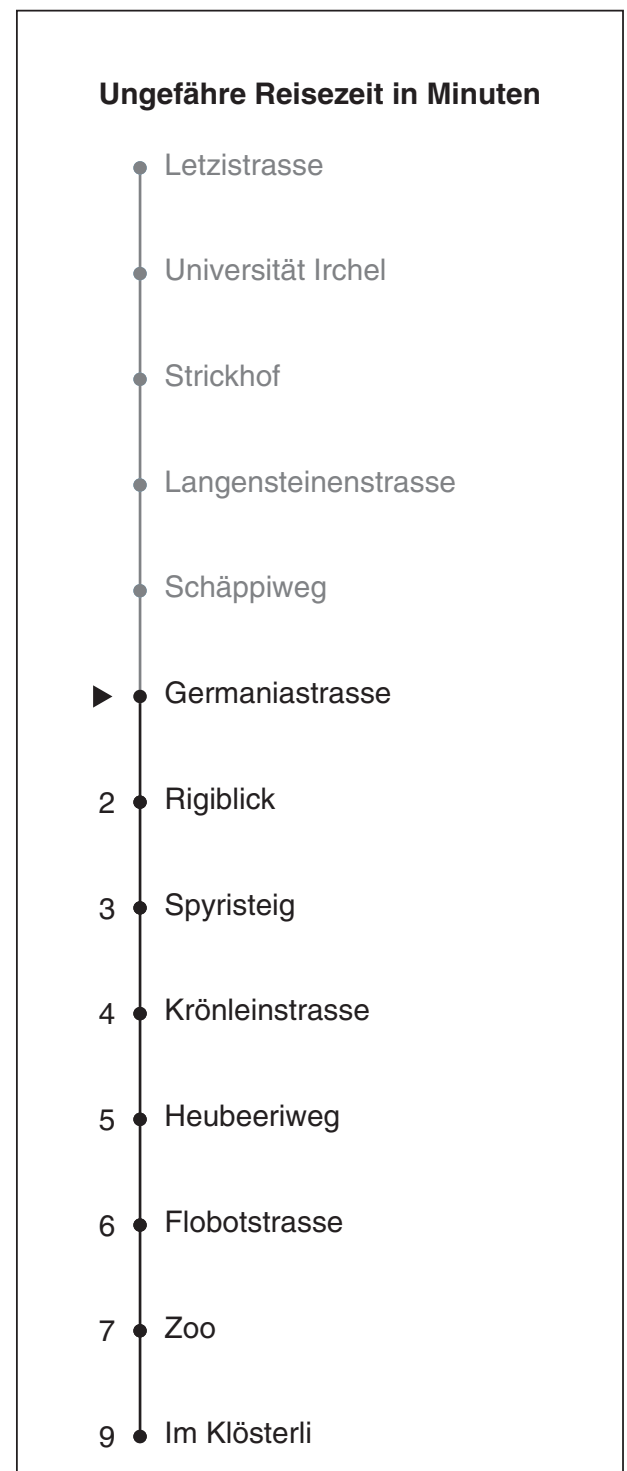 Ungefähre Reisezeit in Minuten
Letzistrasse
Universität Irchel
Strickhof
Langensteinenstrasse
Schäppiweg
Germaniastrasse
2 Rigiblick
3 Spyristeig
4 Krönleinstrasse
5 Heubeeriweg
6 Flobotstrasse
7 Zoo
9 Im Klösterli